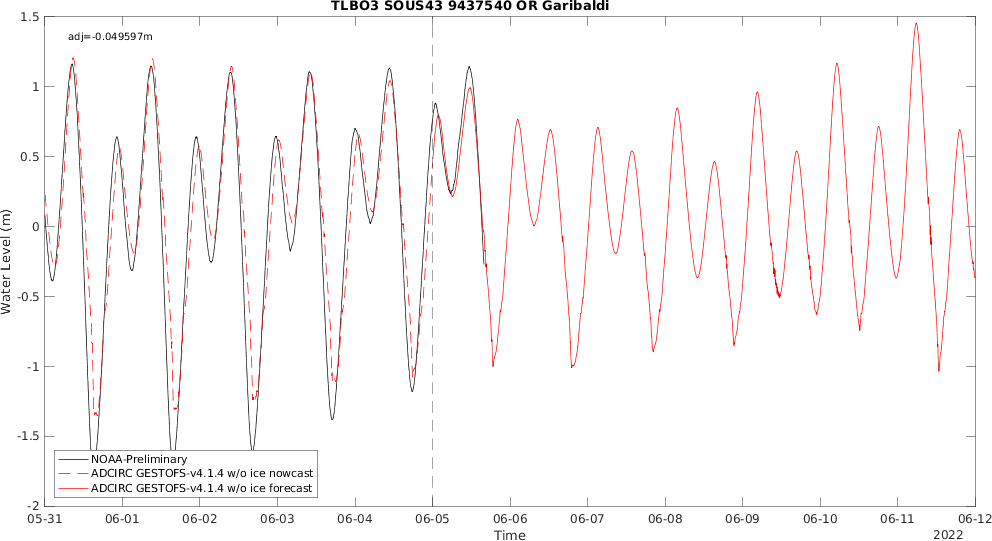 TLBO3 SOUS43 9437540 OR Garibaldi
adj=-0.049597m
1.5
1
0.5
0
-0.5
-1
-1.5
-2
Water Level (m)
NOAA-Preliminary
ADCIRC GESTOFS-v4.1.4 w/o ice nowcast
ADCIRC GESTOFS-v4.1.4 w/o ice forecast
05-31 06-01 06-02 06-03 06-04 06-05 06-06 06-07 06-08 06-09 06-10 06-11 06-12
Time
2022